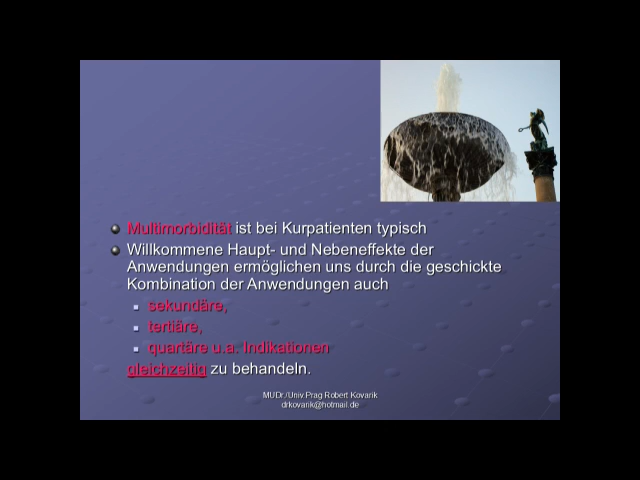 Multimorbidität ist bei Kurpatienten typisch
Willkommene Haupt- und Nebeneffekte der
Anwendungen ermöglichen uns durch die geschickte
Kombination der Anwendungen auch
sekundäre,
tertiäre,
quartäre u.a. Indikationen
gleichzeitig zu behandeln.
MUDr./Univ.Prag Robert Kovarik
drkovarik@hotmail.de